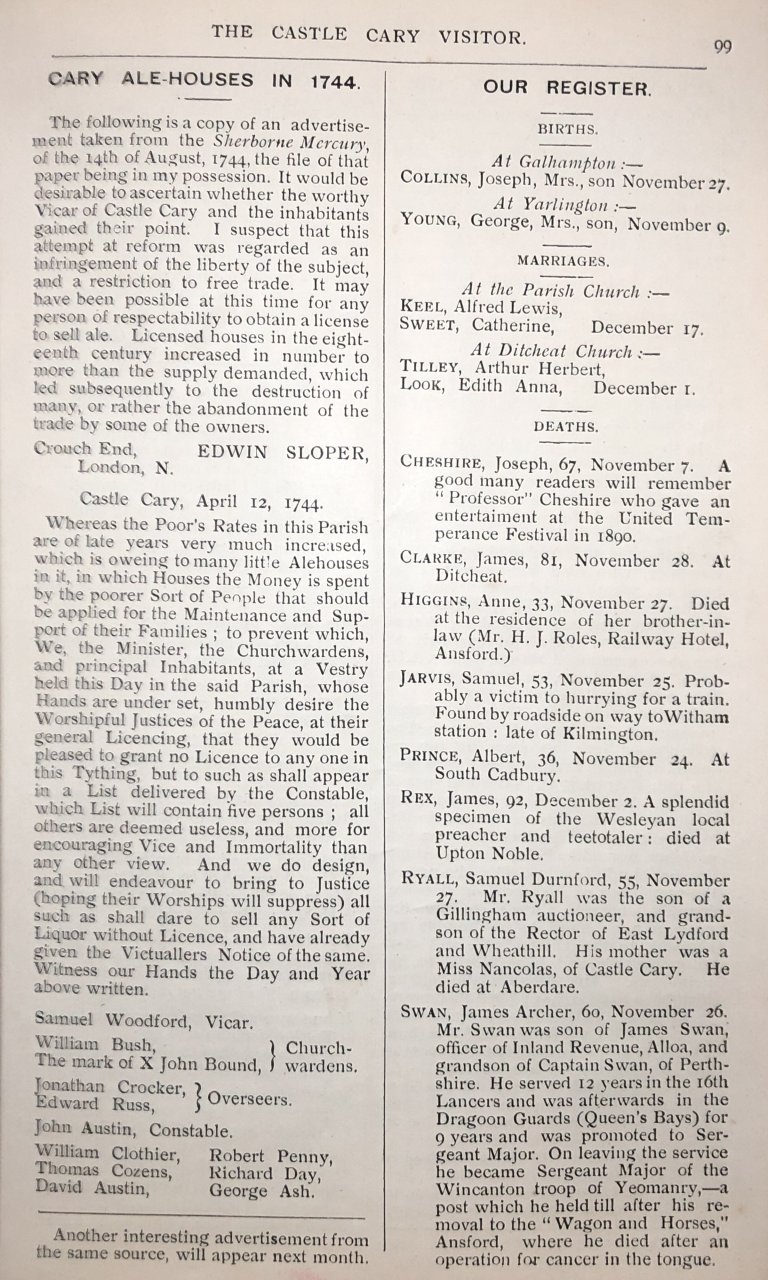 THE CASTLE CARY VISITOR.
99
CARY ALE-HOUSES IN 1744.
The following is a copy of an advertise-
ment taken from the Sherborne Mercury,
of the 14th of August, 1744, the file of that
paper being in my possession. It would be
desirable to ascertain whether the worthy
Vicar of Castle Cary and the inhabitants
gained their point. I suspect that this
attempt at reform was regarded as an
infringement of the liberty of the subject,
and a restriction to free trade. It may
have been possible at this time for any
person of respectability to obtain a license
to sell ale. Licensed houses in the eight-
eenth century increased in number to
more than the supply demanded, which
led subsequently to the destruction of
many, or rather the abandonment of the
trade by some of the owners.
Crouch End, EDWIN SLOPER,
London, N.
Castle Cary, April 12, 1744.
Whereas the Poor's Rates in this Parish
are of late years very much increased,
which is oweing to many little Alehouses
in it, in which Houses the Money is spent
by the poorer Sort of People that should
be applied for the Maintenance and Sup-
port of their Families ; to prevent which,
We, the Minister, the Churchwardens,
and principal Inhabitants, at a Vestry
held this Day in the said Parish, whose
Hands are under set, humbly desire the
Worshipful Justices of the Peace, at their
general Licencing, that they would be
pleased to grant no Licence to any one in
this Tything, but to such as shall appear
in a List delivered by the Constable,
which List will contain five persons ; all
others are deemed useless, and more for
encouraging Vice and Immortality than
any other view. And we do design,
and will endeavour to bring to Justice
(hoping their Worships will suppress) all
such as shall dare to sell any Sort of
Liquor without Licence, and have already
given the Victuallers Notice of the same.
Witness our Hands the Day and Year
above written.
Samuel Woodford, Vicar.
William Bush, } Church-
The mark of X John Bound, } wardens.
Jonathan Crocker, } Overseers.
Edward Russ,
John Austin, Constable.
William Clothier, Robert Penny,
Thomas Cozens, Richard Day,
David Austin, George Ash.
Another interesting advertisement from
the same source, will appear next month.
OUR REGISTER.
BIRTHS.
At Galhampton :—
COLLINS, Joseph, Mrs., son November 27.
At Yarlington :—
YOUNG, George, Mrs., son, November 9.
MARRIAGES.
At the Parish Church :—
KEEL, Alfred Lewis,
SWEET, Catherine, December 17.
At Ditcheat Church :—
TILLEY, Arthur Herbert,
LOOK, Edith Anna, December 1.
DEATHS.
CHESHIRE, Joseph, 67, November 7. A
good many readers will remember
" Professor" Cheshire who gave an
entertaiment at the United Tem-
perance Festival in 1890.
CLARKE, James, 81, November 28. At
Ditcheat.
HIGGINS, Anne, 33, November 27. Died
at the residence of her brother-in-
law (Mr. H. J. Roles, Railway Hotel,
Ansford.)
JARVIS, Samuel, 53, November 25. Prob-
ably a victim to hurrying for a train.
Found by roadside on way to Witham
station : late of Kilmington.
PRINCE, Albert, 36, November 24. At
South Cadbury.
REX, James, 92, December 2. A splendid
specimen of the Wesleyan local
preacher and teetotaler : died at
Upton Noble.
RYALL, Samuel Durnford, 55, November
27. Mr. Ryall was the son of a
Gillingham auctioneer, and grand-
son of the Rector of East Lydford
and Wheathill. His mother was a
Miss Nancolas, of Castle Cary. He
died at Aberdare.
SWAN, James Archer, 60, November 26.
Mr. Swan was son of James Swan,
officer of Inland Revenue, Alloa, and
grandson of Captain Swan, of Perth-
shire. He served 12 years in the 16th
Lancers and was afterwards in the
Dragoon Guards (Queen's Bays) for
9 years and was promoted to Ser-
geant Major. On leaving the service
he became Sergeant Major of the
Wincanton troop of Yeomanry,—a
post which he held till after his re-
moval to the " Wagon and Horses,"
Ansford, where he died after an
operation for cancer in the tongue.